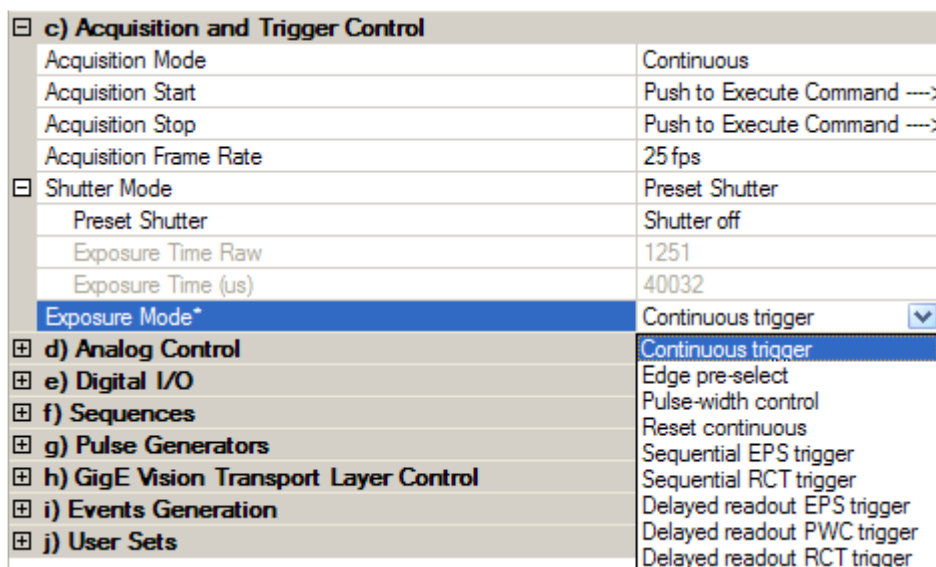 c) Acquisition and Trigger Control
Acquisition Mode Continuous
Acquisition Start Push to Execute Command ---->
Acquisition Stop Push to Execute Command ---->
Acquisition Frame Rate 25 fps
Shutter Mode Preset Shutter
Preset Shutter Shutter off
Exposure Time Raw 1251
Exposure Time (us) 40032
Exposure Mode* Continuous trigger
d) Analog Control Continuous trigger
e) Digital I/O Edge pre-select
Pulse-width control
f) Sequences Reset continuous
g) Pulse Generators Sequential EPS trigger
h) GigE Vision Transport Layer Control Sequential RCT trigger
i) Events Generation Delayed readout EPS trigger
j) User Sets Delayed readout PWC trigger
Delayed readout RCT trigger